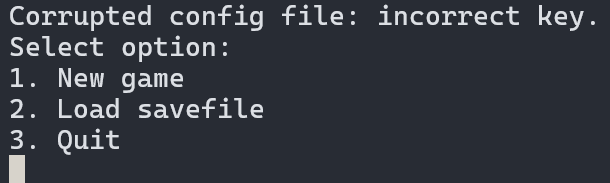 Corrupted config file: incorrect key.
Select option:
1. New game
2. Load savefile
3. Quit